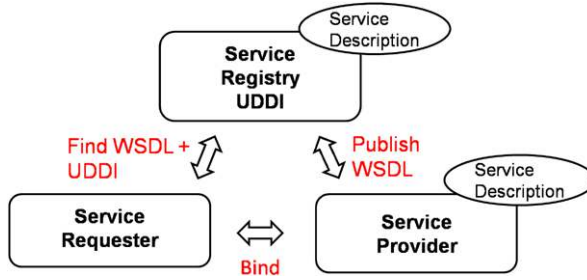 Service
Description
Service
Registry
UDDI
Find WSDL +
UDDI
Publish
WSDL
Service
Description
Service
Requester
Service
Provider
Bind